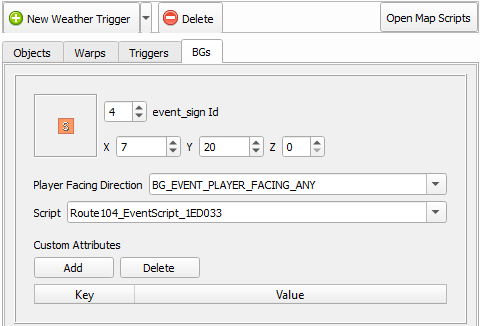 New Weather Trigger Delete Open Map Scripts
Objects Warps Triggers BGs
S 4 event_sign Id
X 7 Y 20 Z 0
Player Facing Direction BG_EVENT_PLAYER_FACING_ANY
Script Route104_EventScript_1ED033
Custom Attributes
Add Delete
Key Value